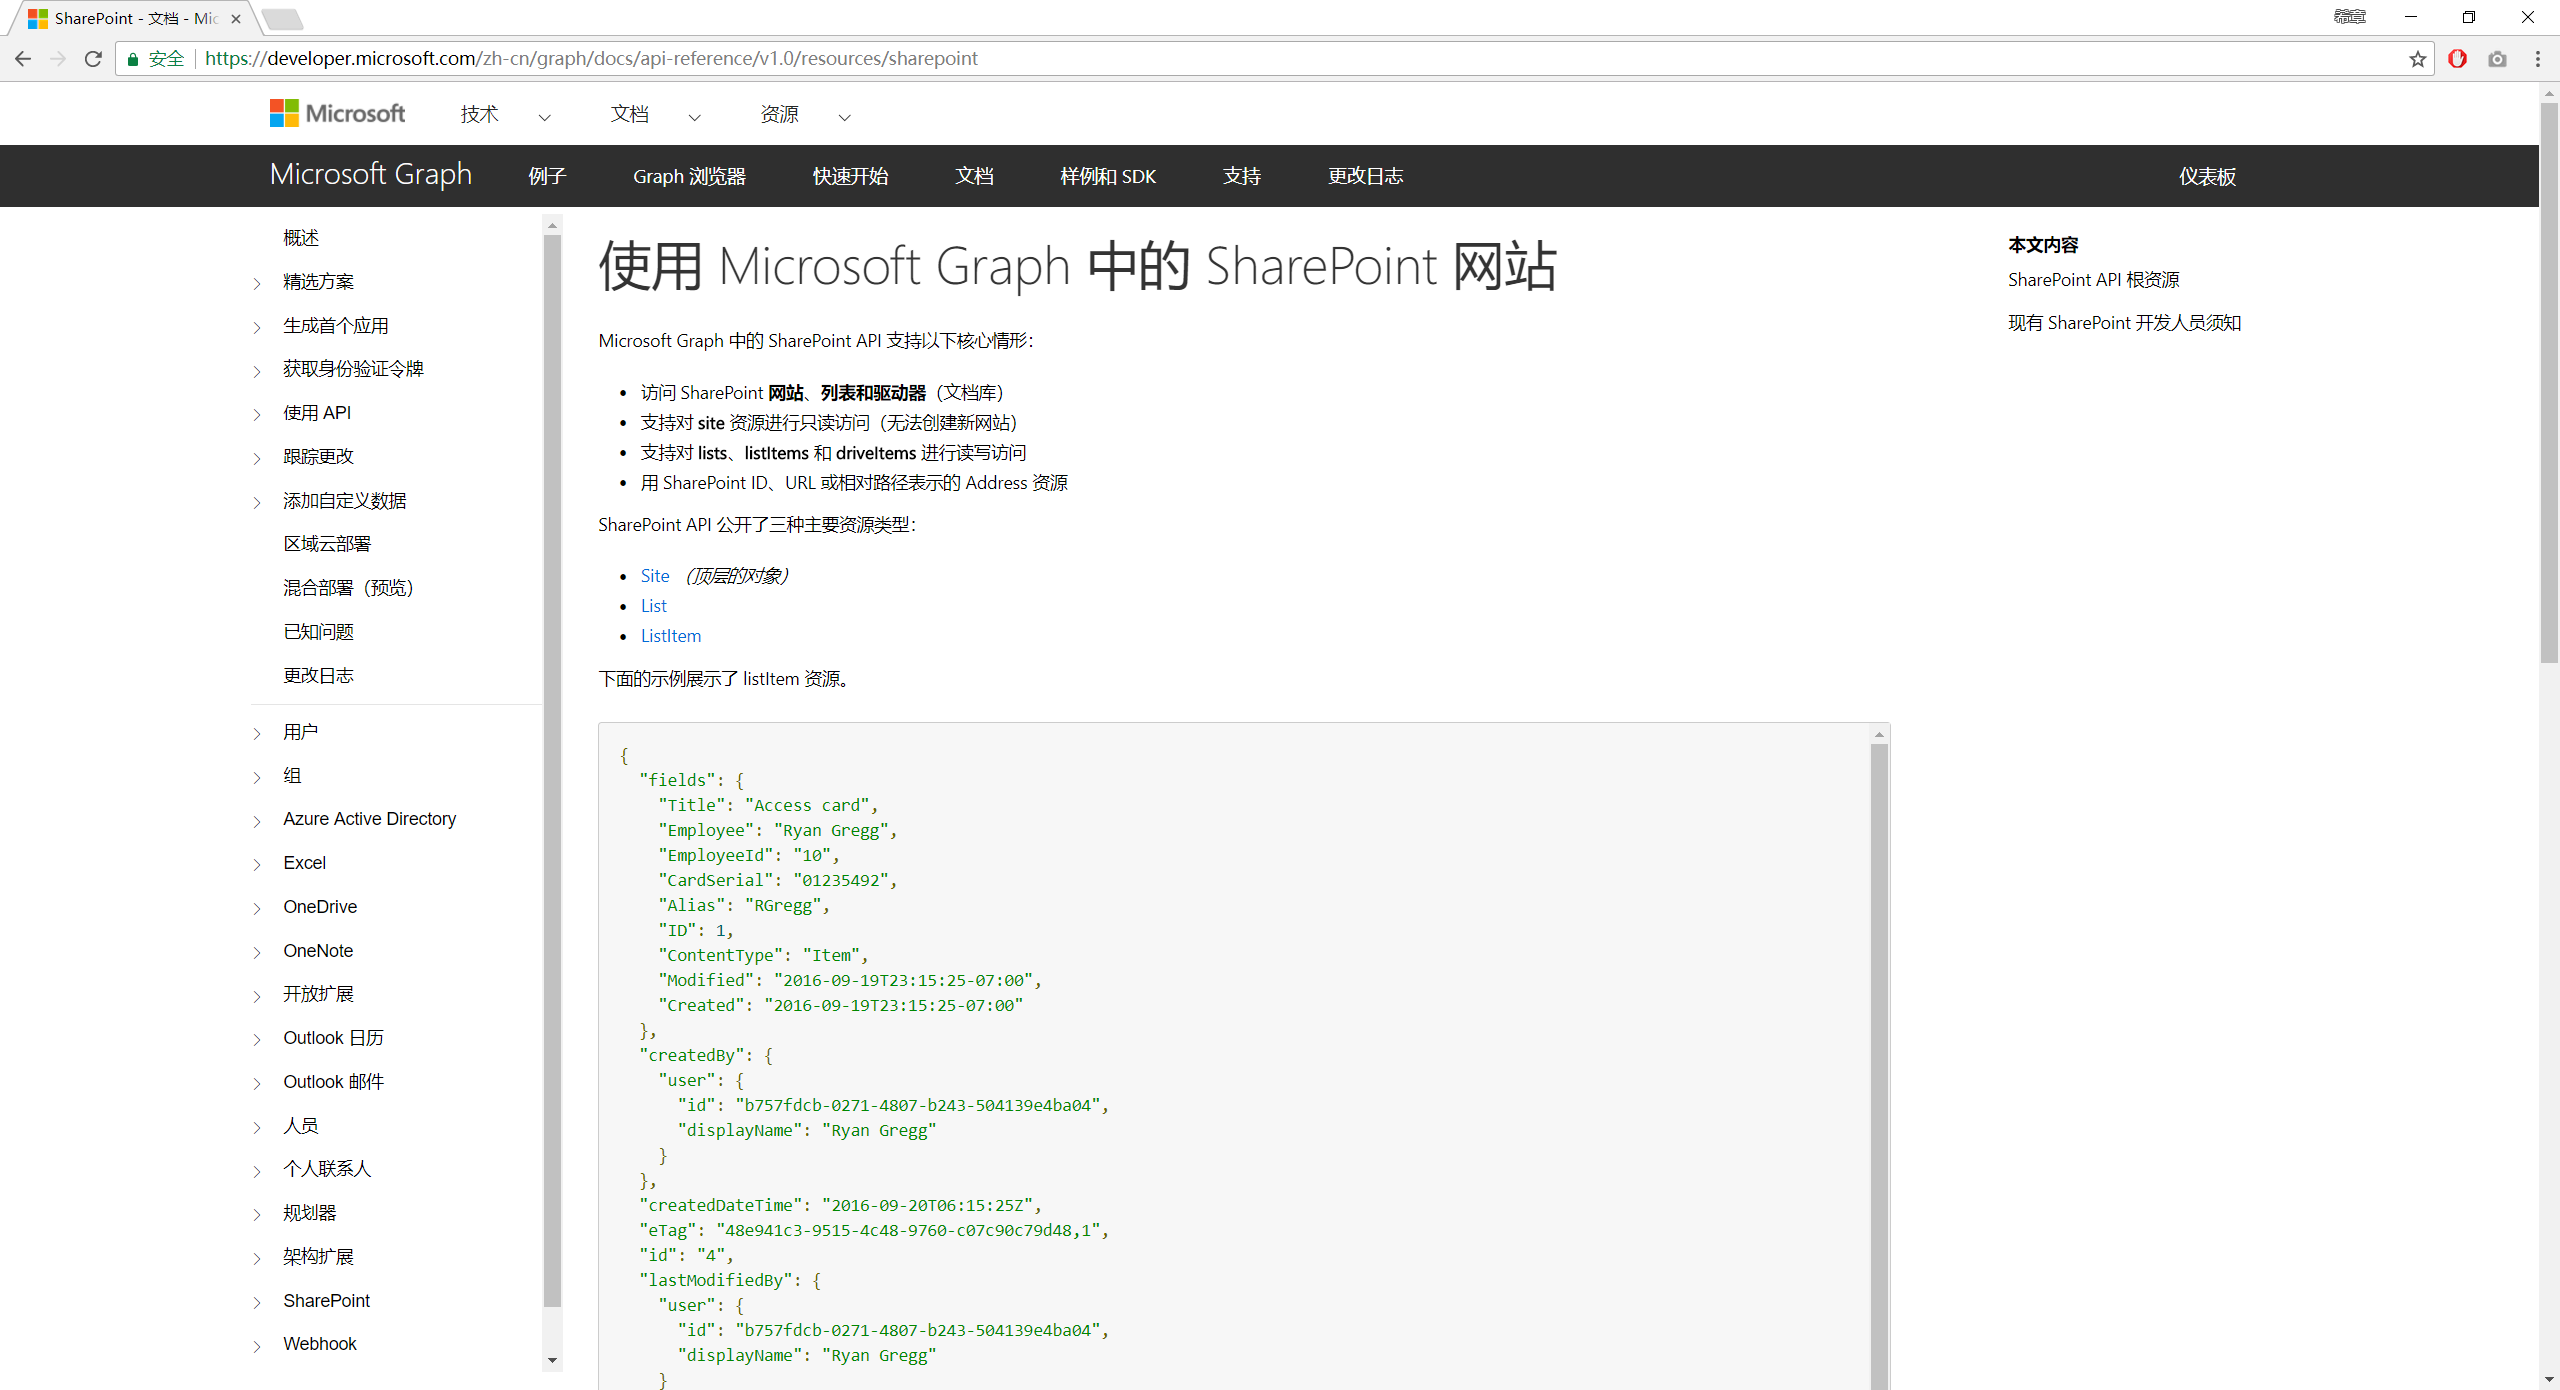 SharePoint - 文档 - Mic
希章
安全
https://developer.microsoft.com/zh-cn/graph/docs/api-reference/v1.0/resources/sharepoint
Microsoft
技术
文档
资源
Microsoft Graph
例子
Graph 浏览器
快速开始
文档
样例和 SDK
支持
更改日志
仪表板
概述
精选方案
生成首个应用
获取身份验证令牌
使用 API
跟踪更改
添加自定义数据
区域云部署
混合部署（预览）
已知问题
更改日志
用户
组
Azure Active Directory
Excel
OneDrive
OneNote
开放扩展
Outlook 日历
Outlook 邮件
人员
个人联系人
规划器
架构扩展
SharePoint
Webhook
使用 Microsoft Graph 中的 SharePoint 网站
Microsoft Graph 中的 SharePoint API 支持以下核心情形：
访问 SharePoint 网站、列表和驱动器（文档库）
支持对 site 资源进行只读访问（无法创建新网站）
支持对 lists、listItems 和 driveItems 进行读写访问
用 SharePoint ID、URL 或相对路径表示的 Address 资源
SharePoint API 公开了三种主要资源类型：
Site （顶层的对象）
List
ListItem
下面的示例展示了 listItem 资源。
{
"fields": {
"Title": "Access card",
"Employee": "Ryan Gregg",
"EmployeeId": "10",
"CardSerial": "01235492",
"Alias": "RGregg",
"ID": 1,
"ContentType": "Item",
"Modified": "2016-09-19T23:15:25-07:00",
"Created": "2016-09-19T23:15:25-07:00"
},
"createdBy": {
"user": {
"id": "b757fdcb-0271-4807-b243-504139e4ba04",
"displayName": "Ryan Gregg"
}
},
"createdDateTime": "2016-09-20T06:15:25Z",
"eTag": "48e941c3-9515-4c48-9760-c07c90c79d48,1",
"id": "4",
"lastModifiedBy": {
"user": {
"id": "b757fdcb-0271-4807-b243-504139e4ba04",
"displayName": "Ryan Gregg"
}
本文内容
SharePoint API 根资源
现有 SharePoint 开发人员须知